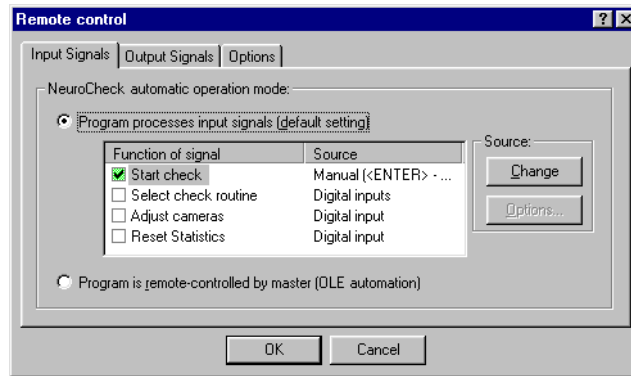 Remote control
Input Signals Output Signals Options
NeuroCheck automatic operation mode:
Program processes input signals (default setting)
Source:
Function of signal Source
Start check Manual (<ENTER> - ...
Change
Select check routine Digital inputs
Adjust cameras Digital input
Options...
Reset Statistics Digital input
Program is remote-controlled by master (OLE automation)
OK Cancel